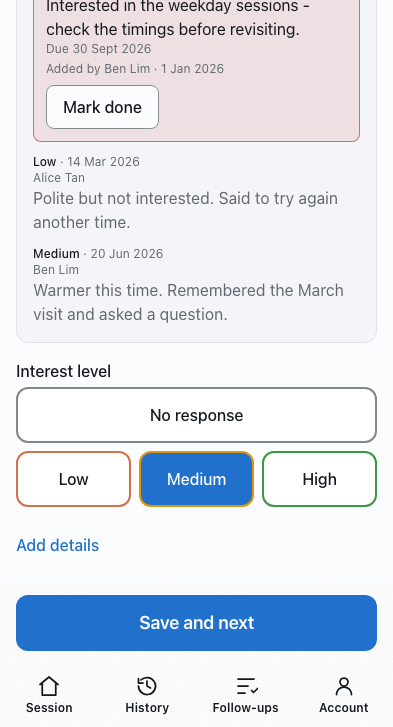 Interested in the weekday sessions -
check the timings before revisiting.
Due 30 Sept 2026
Added by Ben Lim · 1 Jan 2026
Mark done
Low · 14 Mar 2026
Alice Tan
Polite but not interested. Said to try again
another time.
Medium · 20 Jun 2026
Ben Lim
Warmer this time. Remembered the March
visit and asked a question.
Interest level
No response
Low
Medium
High
Add details
Save and next
Session
History
Follow-ups
Account